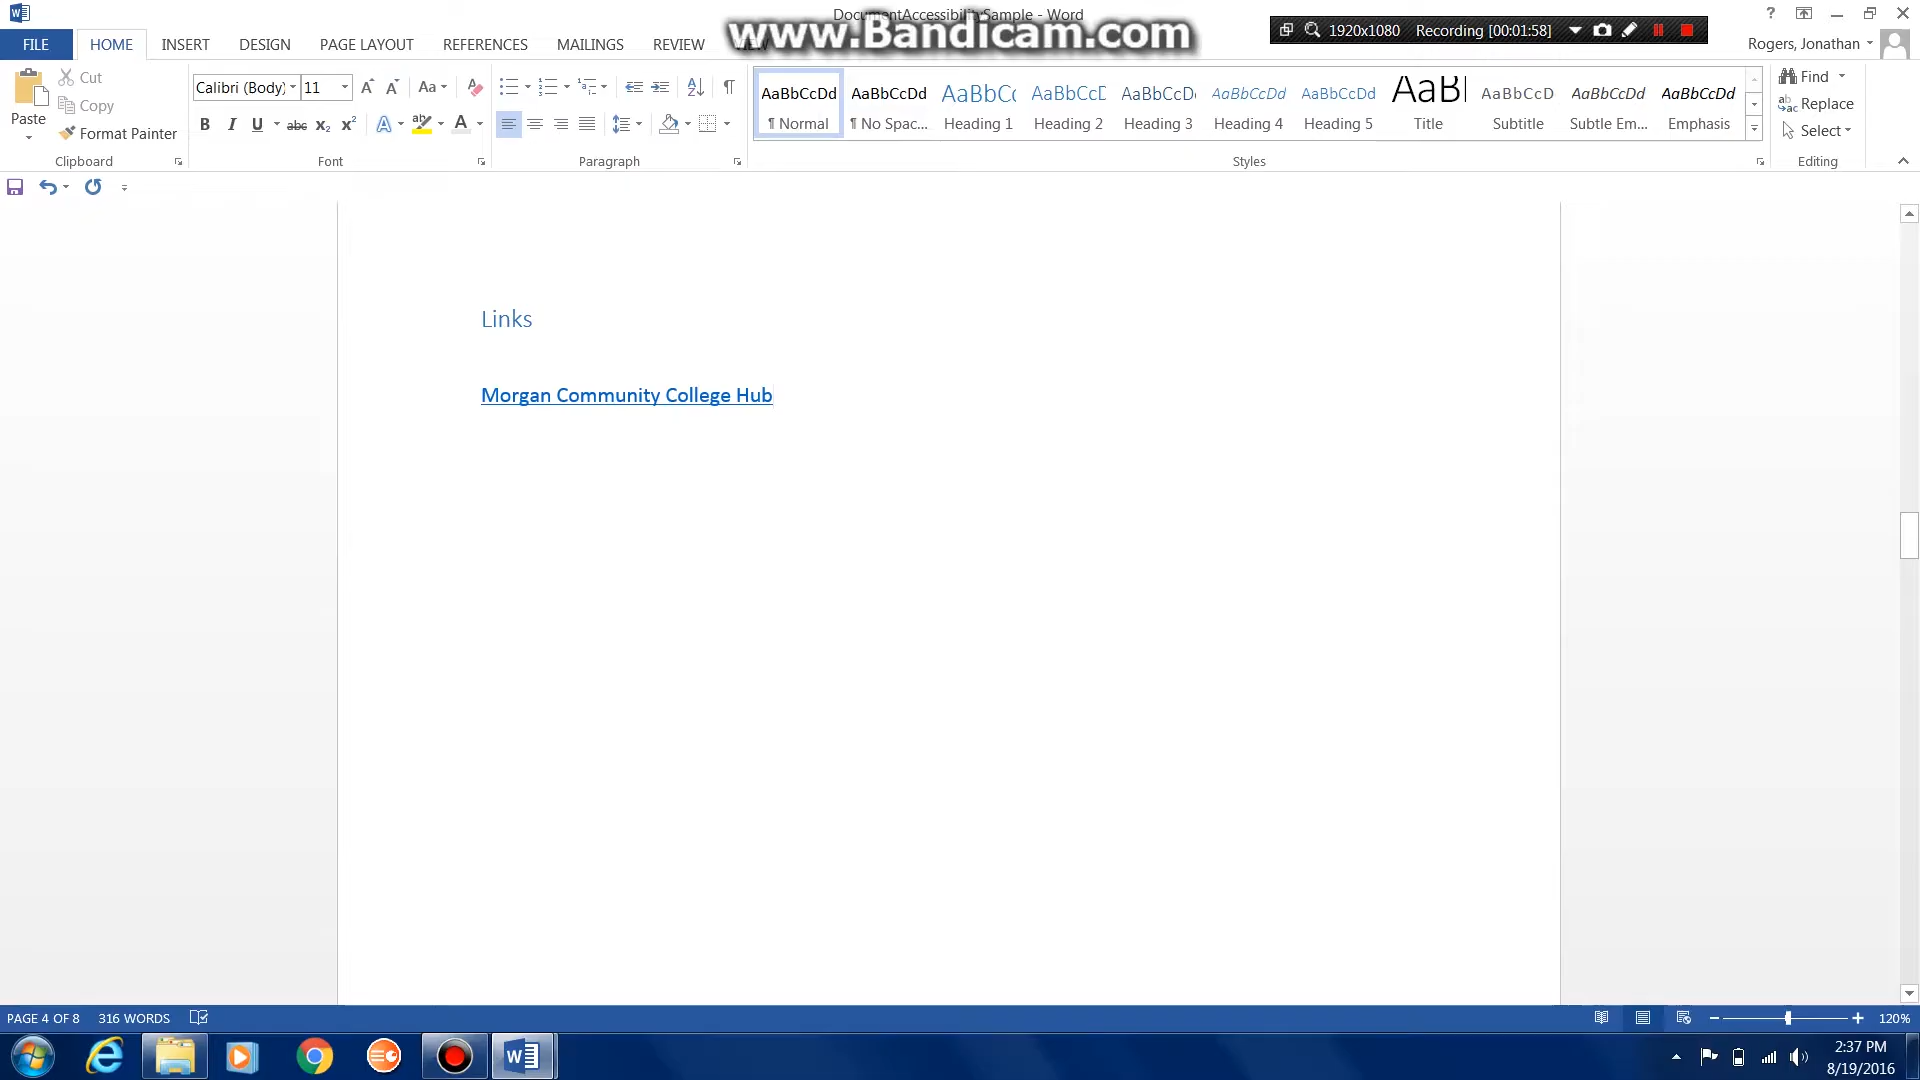 DocumentAccessibilitySample - Word
www.Bandicam.com
1920x1080 Recording [00:01:58]
FILE HOME INSERT DESIGN PAGE LAYOUT REFERENCES MAILINGS REVIEW
Rogers, Jonathan
Paste
Cut
Copy
Format Painter
Clipboard
Calibri (Body) 11
Font
Paragraph
AaBbCcDd AaBbCcDd AaBbCc AaBbCcD AaBbCcD AaBbCcDd AaBbCcDd AaB AaBbCcD AaBbCcDd AaBbCcDd
¶ Normal ¶ No Spac... Heading 1 Heading 2 Heading 3 Heading 4 Heading 5 Title Subtitle Subtle Em... Emphasis
Styles
Find
Replace
Select
Editing
Links
Morgan Community College Hub
PAGE 4 OF 8 316 WORDS
120%
2:37 PM
8/19/2016